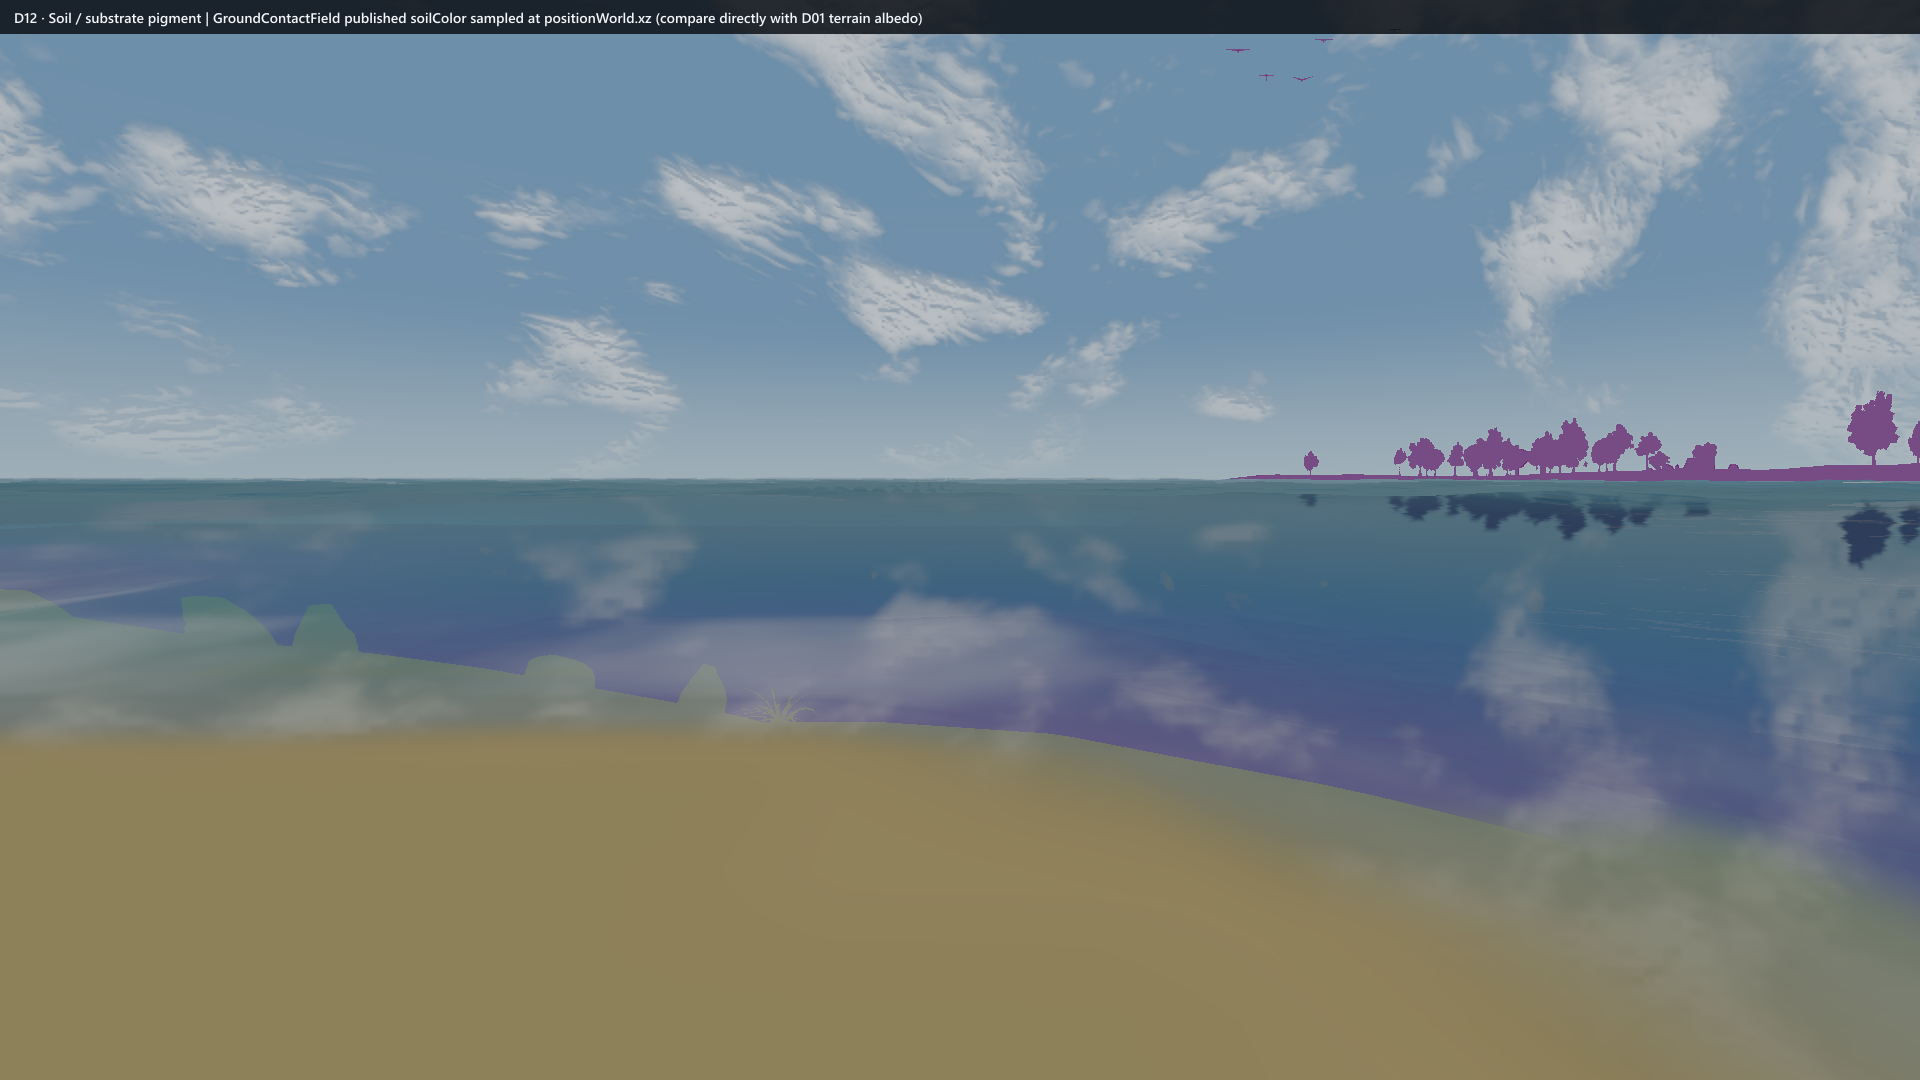 D12 · Soil / substrate pigment | GroundContactField published soilColor sampled at positionWorld.xz (compare directly with D01 terrain albedo)